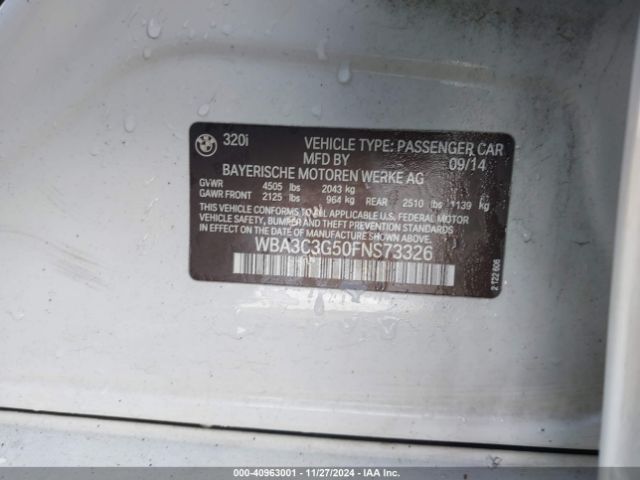 320i VEHICLE TYPE: PASSENGER CAR
MFD BY 09/14
BAYERISCHE MOTOREN WERKE AG
GVWR 4505 lbs 2043 kg
GAWR FRONT 2125 lbs 964 kg REAR 2510 lbs 1139 kg
THIS VEHICLE CONFORMS TO ALL APPLICABLE U.S. FEDERAL MOTOR
VEHICLE SAFETY, BUMPER AND THEFT PREVENTION STANDARDS
IN EFFECT ON THE DATE OF MANUFACTURE SHOWN ABOVE.
WBA3C3G50FNS73326
2 122 606
000-40963001 - 11/27/2024 - IAA Inc.